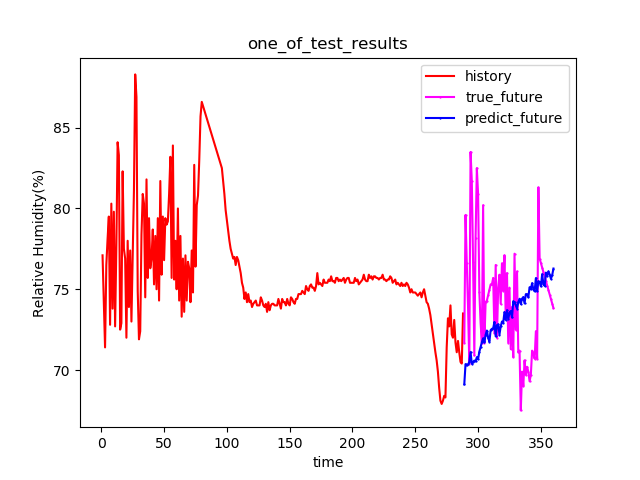 one_of_test_results
history
true_future
predict_future
Relative Humidity(%)
85
80
75
70
0
50
100
150
200
250
300
350
time